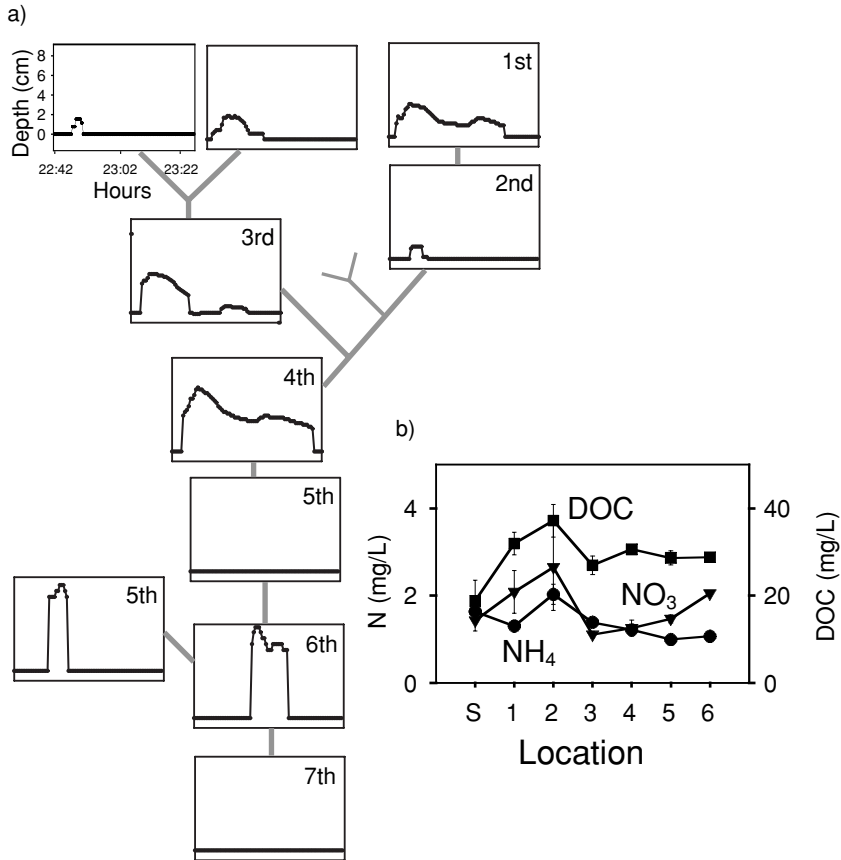 a)
Depth (cm)
8
6
4
2
0
22:42 23:02 23:22
Hours
1st
2nd
3rd
4th
5th
5th
6th
7th
b)
N (mg/L)
4
2
0
DOC
NO3
NH4
40
20
0
DOC (mg/L)
S 1 2 3 4 5 6
Location